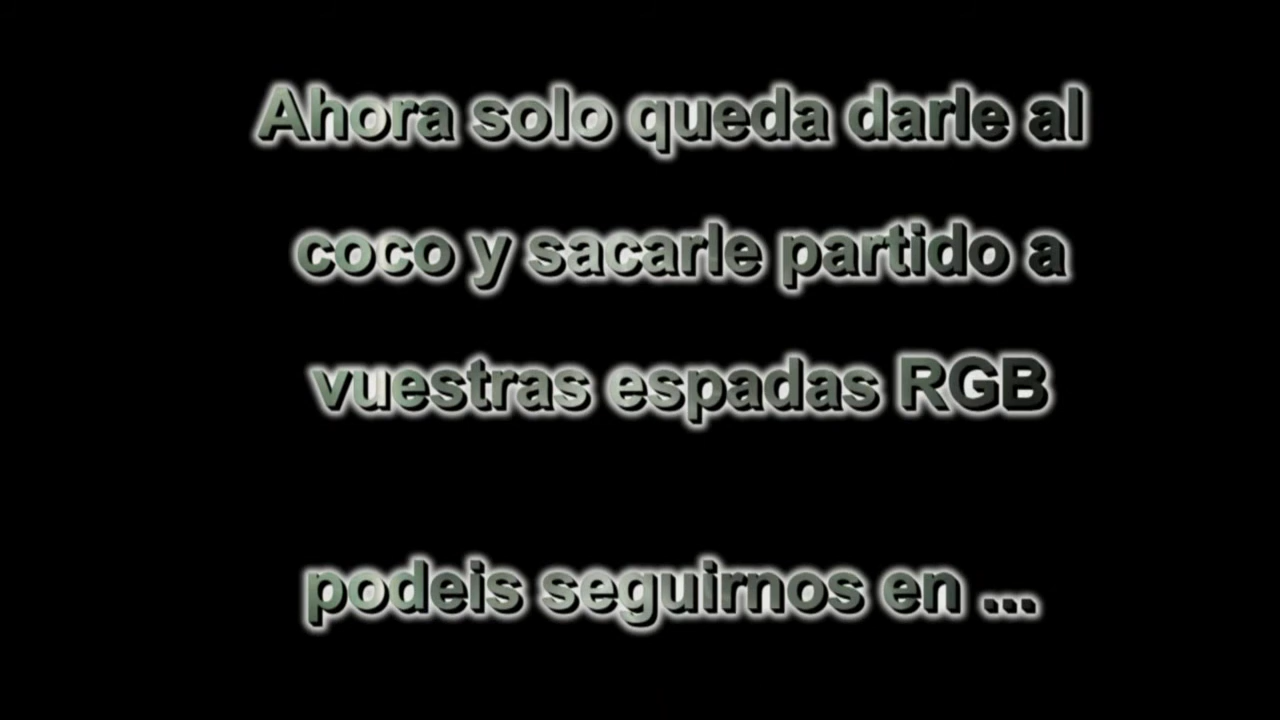 Ahora solo queda darle al
coco y sacarle partido a
vuestras espadas RGB
podeis seguirnos en ...